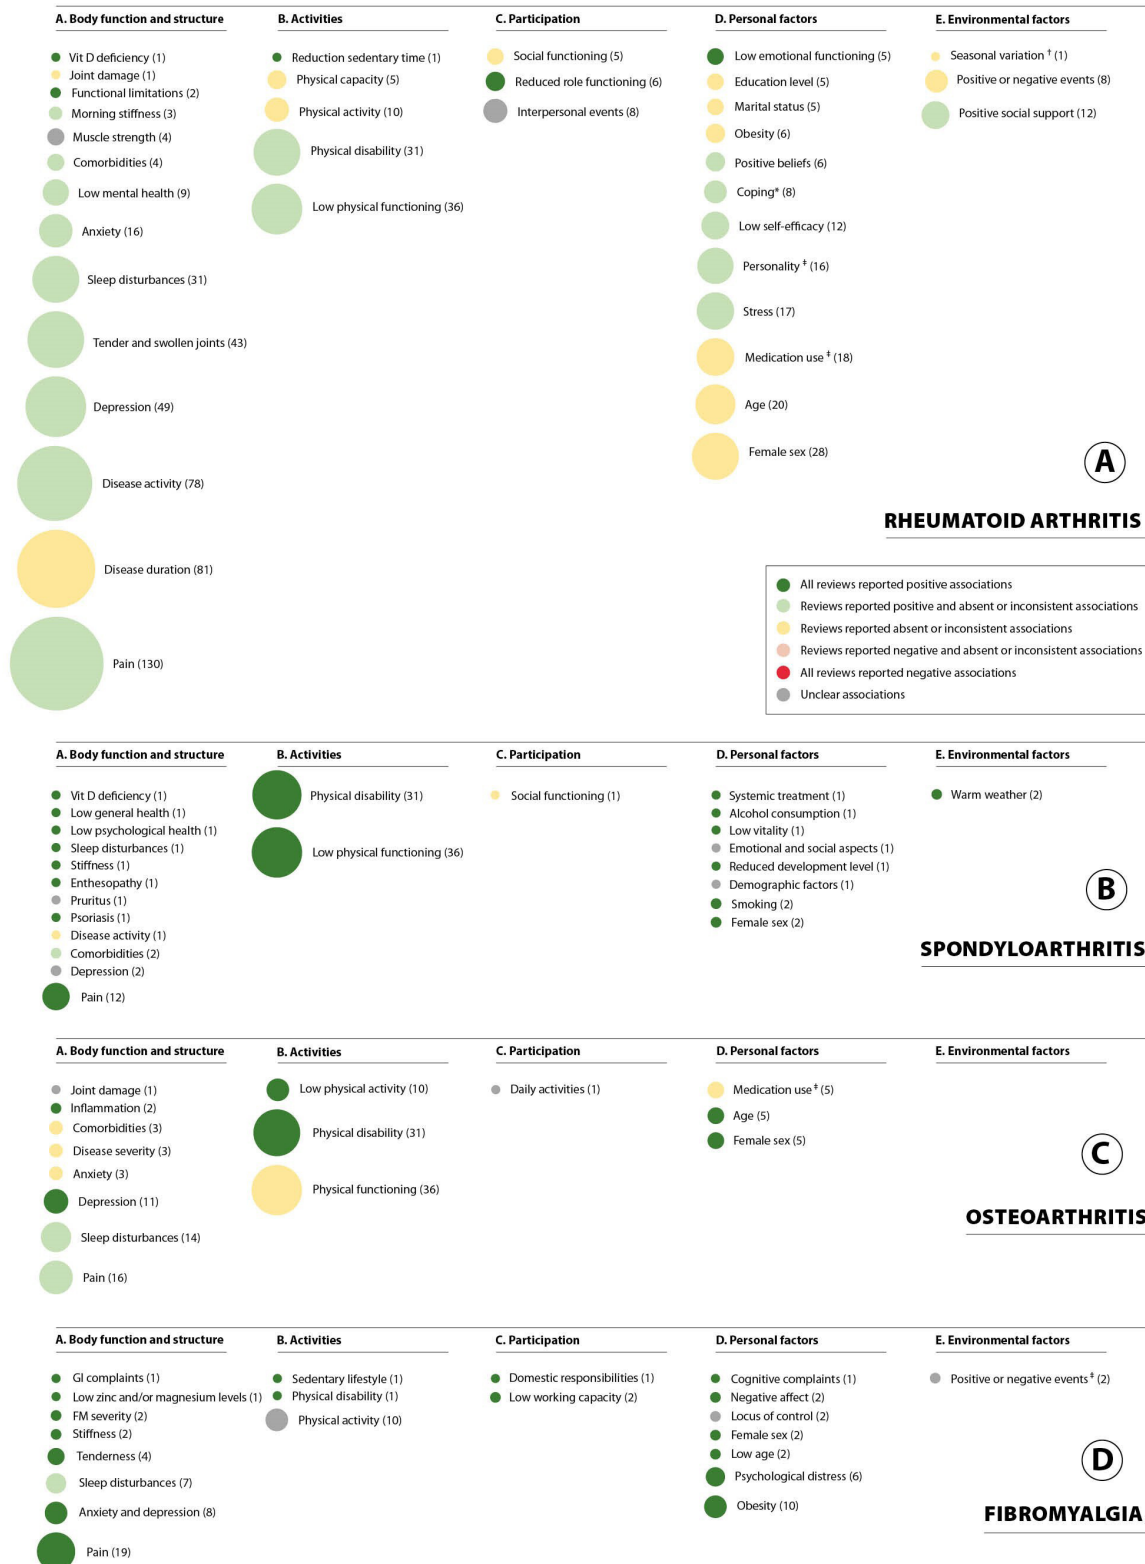 A. Body function and structure
Vit D deficiency (1)
Joint damage (1)
Functional limitations (2)
Morning stiffness (3)
Muscle strength (4)
Comorbidities (4)
Low mental health (9)
Anxiety (16)
Sleep disturbances (31)
Tender and swollen joints (43)
Depression (49)
Disease activity (78)
Disease duration (81)
Pain (130)
B. Activities
Reduction sedentary time (1)
Physical capacity (5)
Physical activity (10)
Physical disability (31)
Low physical functioning (36)
C. Participation
Social functioning (5)
Reduced role functioning (6)
Interpersonal events (8)
D. Personal factors
Low emotional functioning (5)
Education level (5)
Marital status (5)
Obesity (6)
Positive beliefs (6)
Coping* (8)
Low self-efficacy (12)
Personality ‡ (16)
Stress (17)
Medication use ‡ (18)
Age (20)
Female sex (28)
E. Environmental factors
Seasonal variation † (1)
Positive or negative events (8)
Positive social support (12)
A
RHEUMATOID ARTHRITIS
All reviews reported positive associations
Reviews reported positive and absent or inconsistent associations
Reviews reported absent or inconsistent associations
Reviews reported negative and absent or inconsistent associations
All reviews reported negative associations
Unclear associations
A. Body function and structure
Vit D deficiency (1)
Low general health (1)
Low psychological health (1)
Sleep disturbances (1)
Stiffness (1)
Enthesopathy (1)
Pruritus (1)
Psoriasis (1)
Disease activity (1)
Comorbidities (2)
Depression (2)
Pain (12)
B. Activities
Physical disability (31)
Low physical functioning (36)
C. Participation
Social functioning (1)
D. Personal factors
Systemic treatment (1)
Alcohol consumption (1)
Low vitality (1)
Emotional and social aspects (1)
Reduced development level (1)
Demographic factors (1)
Smoking (2)
Female sex (2)
E. Environmental factors
Warm weather (2)
B
SPONDYLOARTHRITIS
A. Body function and structure
Joint damage (1)
Inflammation (2)
Comorbidities (3)
Disease severity (3)
Anxiety (3)
Depression (11)
Sleep disturbances (14)
Pain (16)
B. Activities
Low physical activity (10)
Physical disability (31)
Physical functioning (36)
C. Participation
Daily activities (1)
D. Personal factors
Medication use ‡ (5)
Age (5)
Female sex (5)
E. Environmental factors
C
OSTEOARTHRITIS
A. Body function and structure
GI complaints (1)
Low zinc and/or magnesium levels (1)
FM severity (2)
Stiffness (2)
Tenderness (4)
Sleep disturbances (7)
Anxiety and depression (8)
Pain (19)
B. Activities
Sedentary lifestyle (1)
Physical disability (1)
Physical activity (10)
C. Participation
Domestic responsibilities (1)
Low working capacity (2)
D. Personal factors
Cognitive complaints (1)
Negative affect (2)
Locus of control (2)
Female sex (2)
Low age (2)
Psychological distress (6)
Obesity (10)
E. Environmental factors
Positive or negative events ‡ (2)
D
FIBROMYALGIA